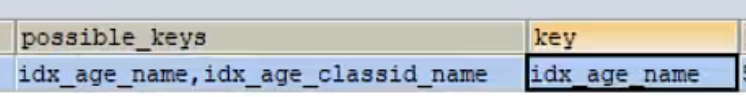 possible_keys key
idx_age_name,idx_age_classid_name idx_age_name